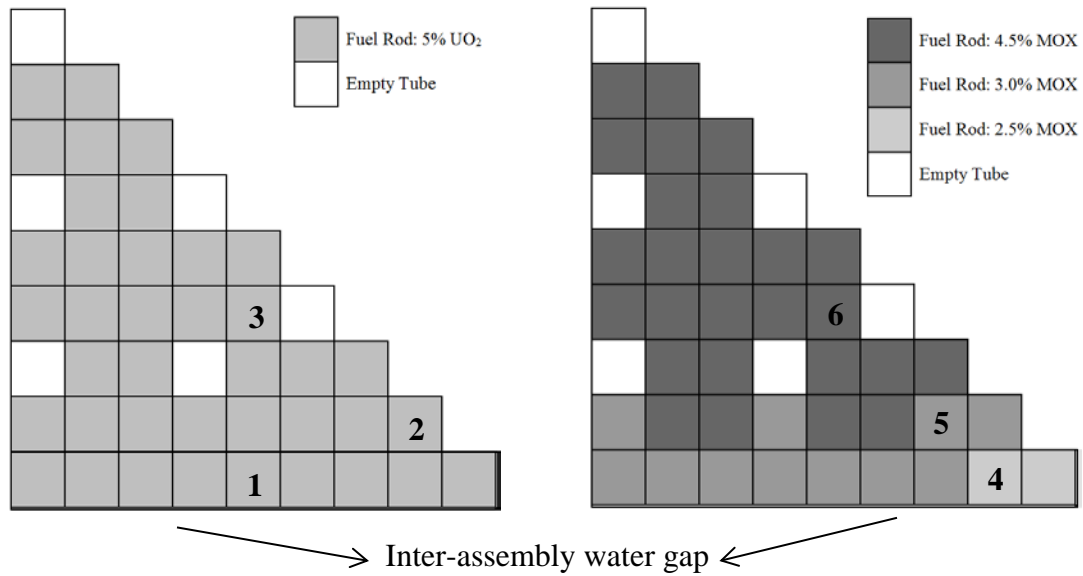 Fuel Rod: 5% UO₂
Empty Tube
3
2
1
Fuel Rod: 4.5% MOX
Fuel Rod: 3.0% MOX
Fuel Rod: 2.5% MOX
Empty Tube
6
5
4
Inter-assembly water gap